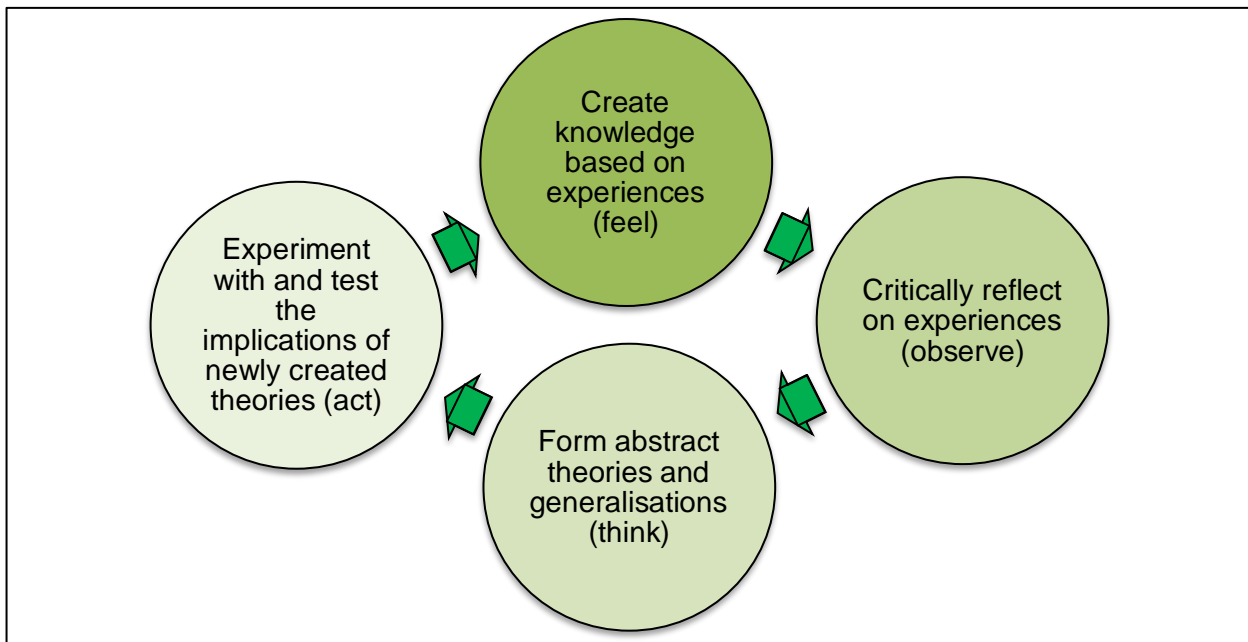 Create
knowledge
based on
experiences
(feel)
Critically reflect
on experiences
(observe)
Form abstract
theories and
generalisations
(think)
Experiment
with and test
the
implications of
newly created
theories (act)